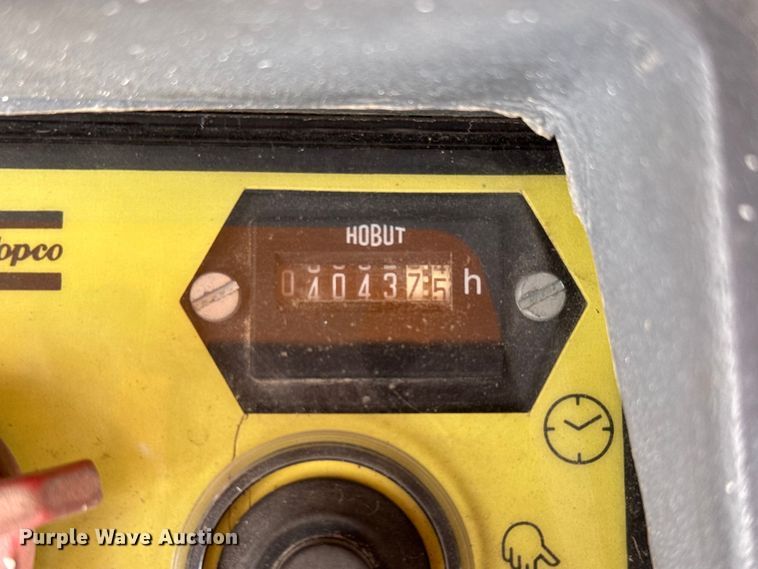 HOBUT
opco
0404375 h
Purple Wave Auction